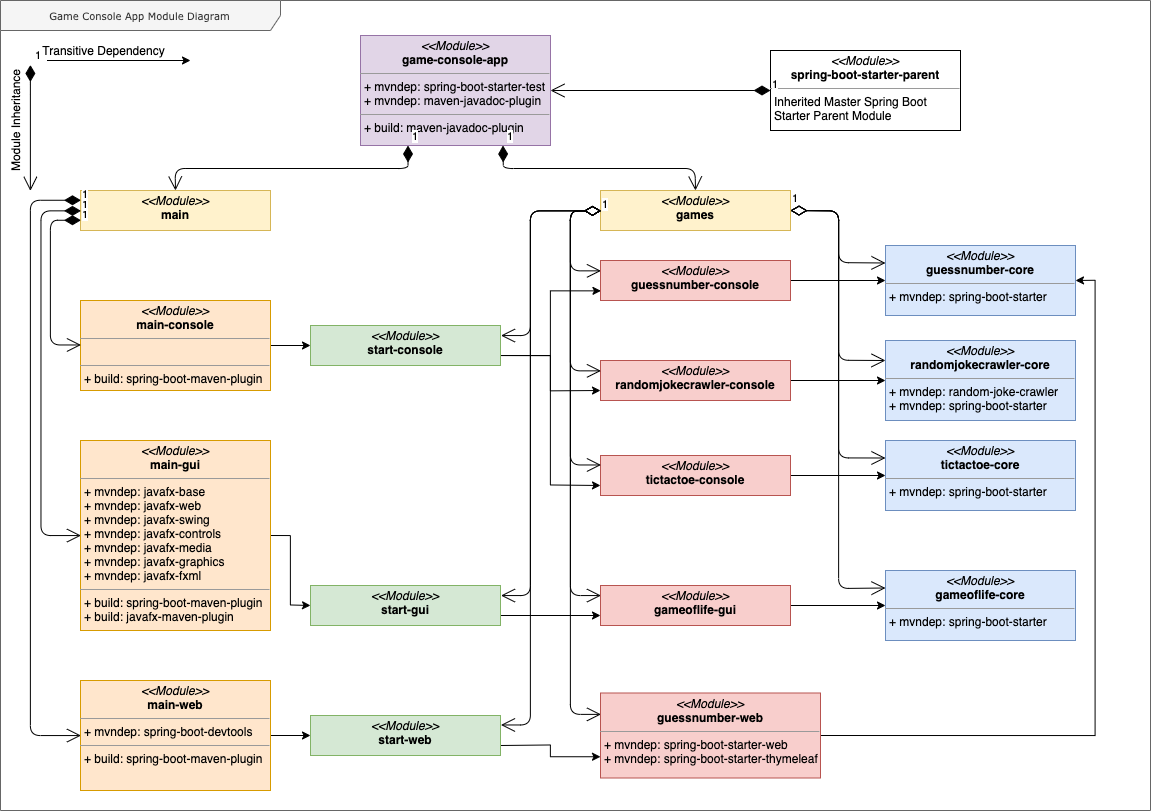 Game Console App Module Diagram
1
Transitive Dependency
Module Inheritance
<<Module>>
game-console-app
+ mvndep: spring-boot-starter-test
+ mvndep: maven-javadoc-plugin
+ build: maven-javadoc-plugin
1
1
<<Module>>
spring-boot-starter-parent
1
Inherited Master Spring Boot
Starter Parent Module
1
1
1
<<Module>>
main
1
<<Module>>
games
1
<<Module>>
guessnumber-console
<<Module>>
guessnumber-core
+ mvndep: spring-boot-starter
<<Module>>
main-console
+ build: spring-boot-maven-plugin
<<Module>>
start-console
<<Module>>
randomjokecrawler-console
<<Module>>
randomjokecrawler-core
+ mvndep: random-joke-crawler
+ mvndep: spring-boot-starter
<<Module>>
main-gui
+ mvndep: javafx-base
+ mvndep: javafx-web
+ mvndep: javafx-swing
+ mvndep: javafx-controls
+ mvndep: javafx-media
+ mvndep: javafx-graphics
+ mvndep: javafx-fxml
+ build: spring-boot-maven-plugin
+ build: javafx-maven-plugin
<<Module>>
tictactoe-console
<<Module>>
tictactoe-core
+ mvndep: spring-boot-starter
<<Module>>
start-gui
<<Module>>
gameoflife-gui
<<Module>>
gameoflife-core
+ mvndep: spring-boot-starter
<<Module>>
main-web
+ mvndep: spring-boot-devtools
+ build: spring-boot-maven-plugin
<<Module>>
start-web
<<Module>>
guessnumber-web
+ mvndep: spring-boot-starter-web
+ mvndep: spring-boot-starter-thymeleaf